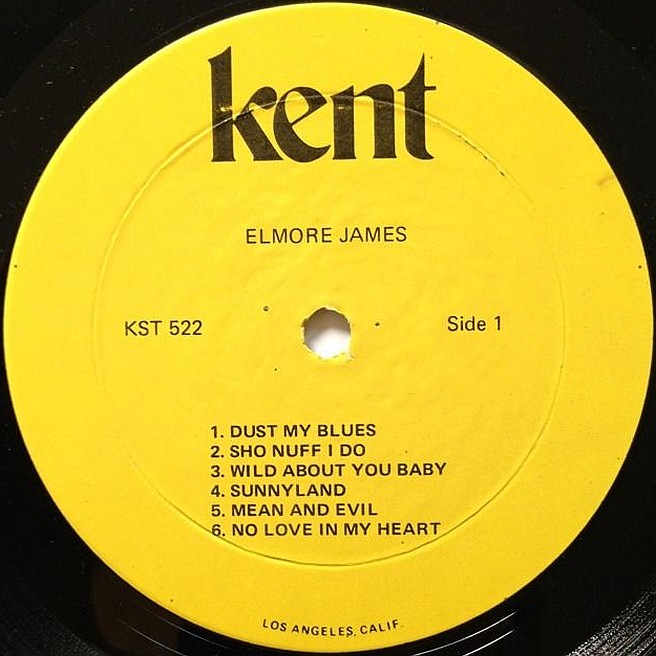 kent
ELMORE JAMES
KST 522
Side 1
1. DUST MY BLUES
2. SHO NUFF I DO
3. WILD ABOUT YOU BABY
4. SUNNYLAND
5. MEAN AND EVIL
6. NO LOVE IN MY HEART
LOS ANGELES, CALIF.